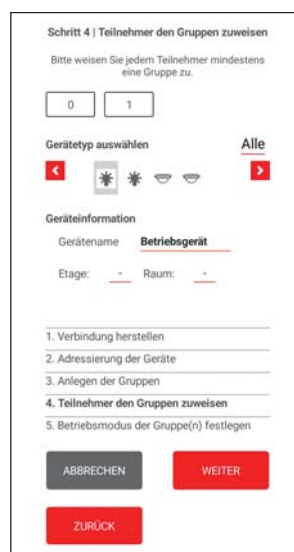 Schritt 4 | Teilnehmer den Gruppen zuweisen
Bitte weisen Sie jedem Teilnehmer mindestens
eine Gruppe zu.
0 1
Gerätetyp auswählen Alle
Geräteinformation
Gerätename Betriebsgerät
Etage: - Raum: -
1. Verbindung herstellen
2. Adressierung der Geräte
3. Anlegen der Gruppen
4. Teilnehmer den Gruppen zuweisen
5. Betriebsmodus der Gruppe(n) festlegen
ABBRECHEN WEITER
ZURÜCK